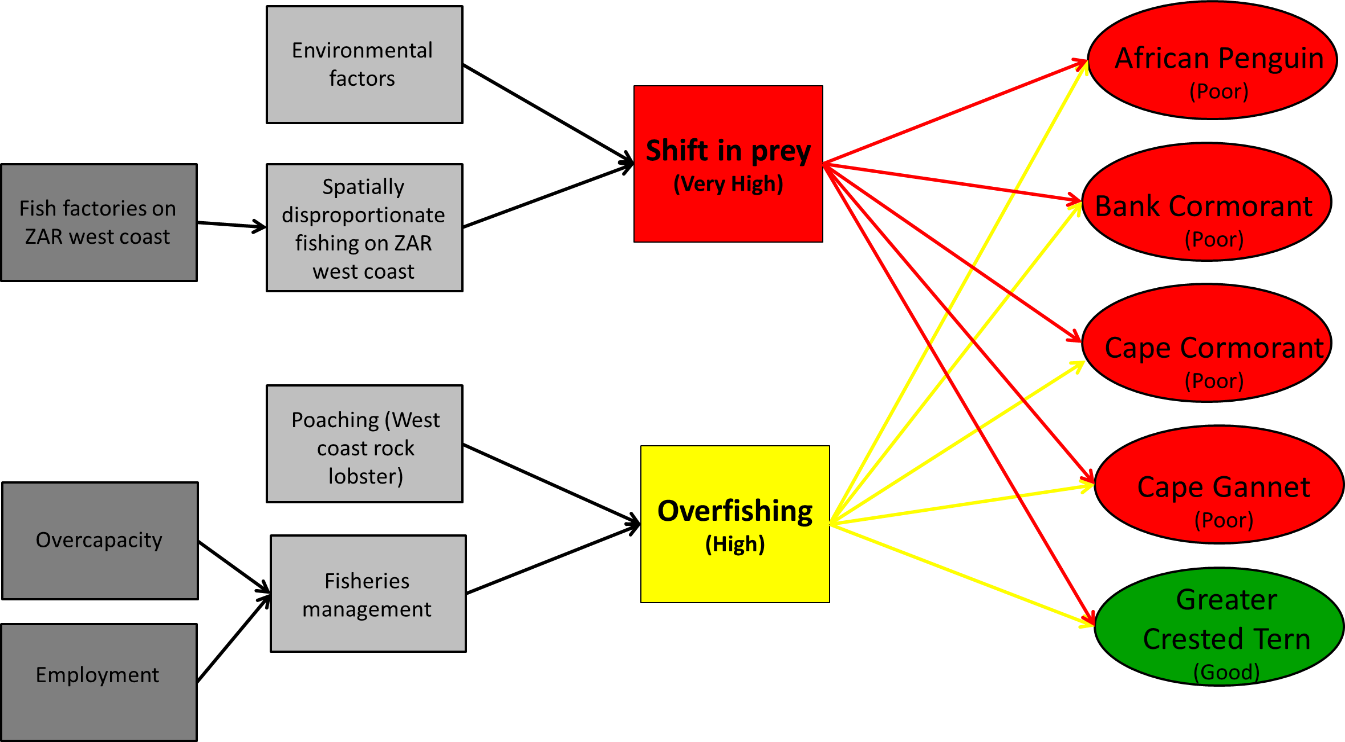 Environmental
factors
Fish factories on
ZAR west coast
Spatially
disproportionate
fishing on ZAR
west coast
Shift in prey
(Very High)
Poaching (West
coast rock
lobster)
Overcapacity
Employment
Fisheries
management
Overfishing
(High)
African Penguin
(Poor)
Bank Cormorant
(Poor)
Cape Cormorant
(Poor)
Cape Gannet
(Poor)
Greater
Crested Tern
(Good)